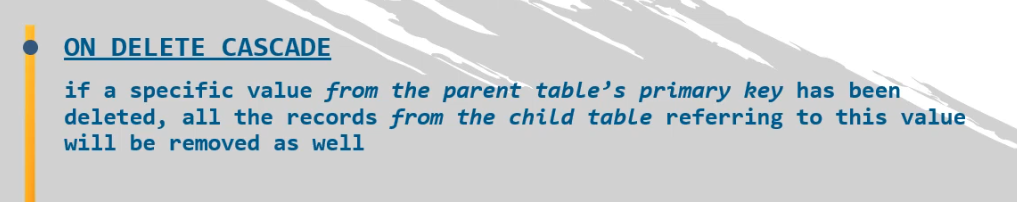 ON DELETE CASCADE
if a specific value from the parent table’s primary key has been
deleted, all the records from the child table referring to this value
will be removed as well